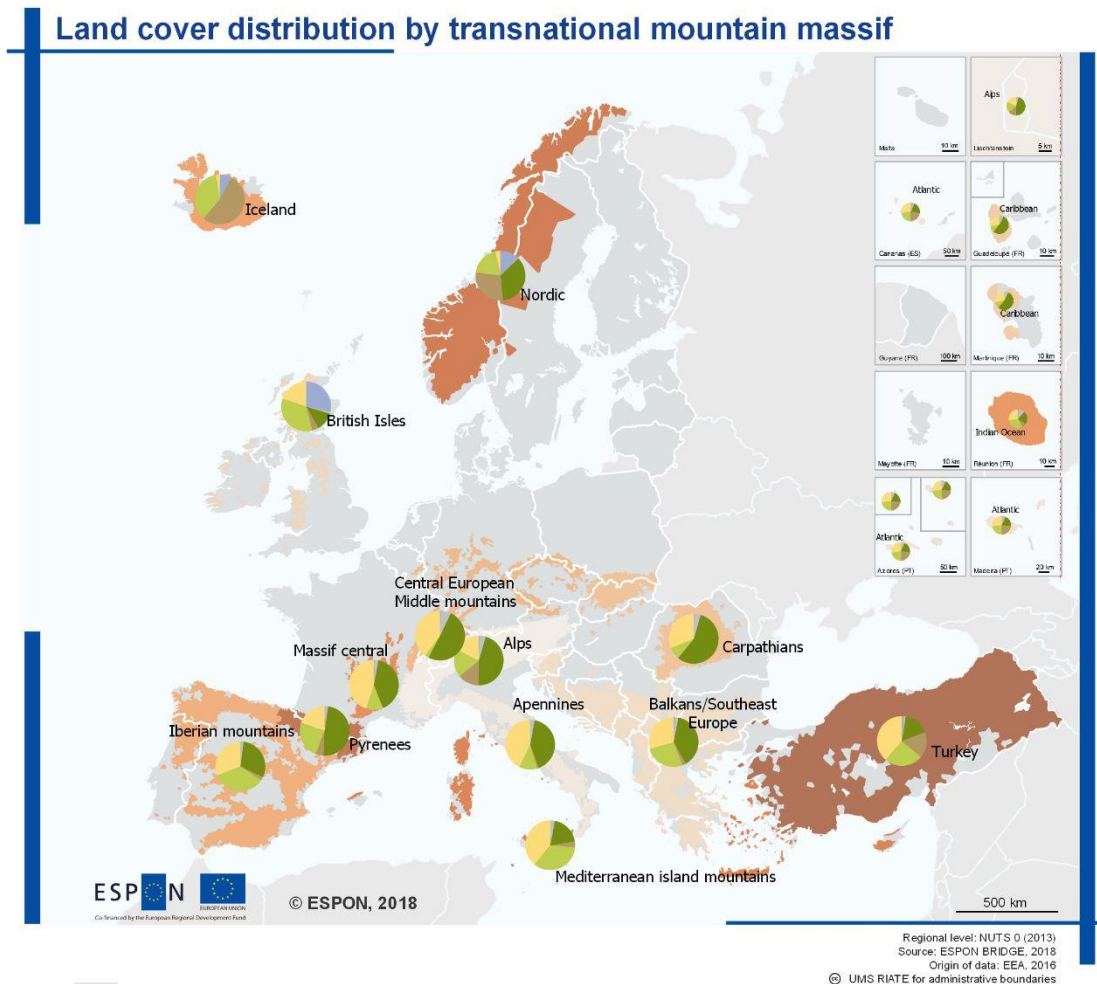 Land cover distribution by transnational mountain massif
Iceland
Nordic
British Isles
Central European
Middle mountains
Alps
Massif central
Carpathians
Apennines
Balkans/Southeast
Europe
Iberian mountains
Pyrenees
Turkey
Mediterranean island mountains
Malta
10 km
Alps
Liechtenstein
5 km
Atlantic
Canarias (ES)
50 km
Caribbean
Guadeloupe (FR)
10 km
Guyane (FR)
100 km
Caribbean
Martinique (FR)
10 km
Mayotte (FR)
10 km
Indian Ocean
Réunion (FR)
10 km
Atlantic
Azores (PT)
50 km
Atlantic
Madeira (PT)
20 km
ESPON
EUROPEAN UNION
Co-financed by the European Regional Development Fund
© ESPON, 2018
500 km
Regional level: NUTS 0 (2013)
Source: ESPON BRIDGE, 2018
Origin of data: EEA, 2016
UMS RIATE for administrative boundaries